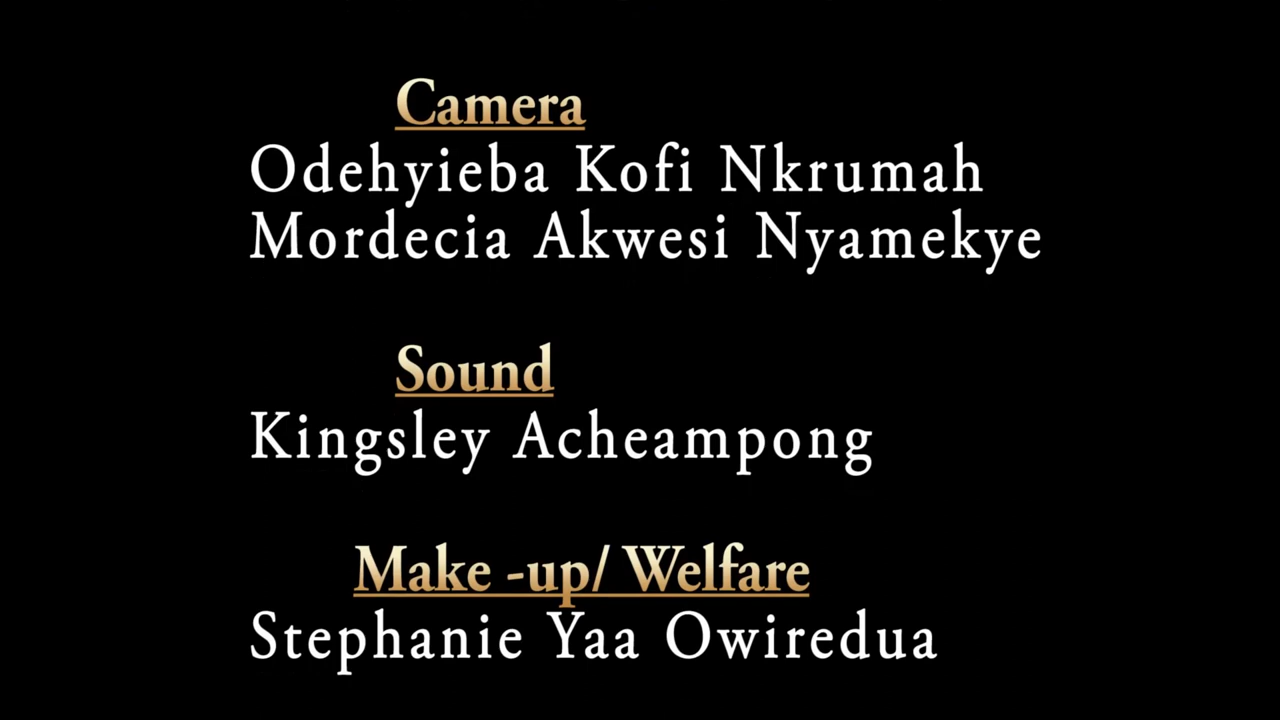 Camera
Odehyieba Kofi Nkrumah
Mordecia Akwesi Nyamekye
Sound
Kingsley Acheampong
Make -up/ Welfare
Stephanie Yaa Owiredua